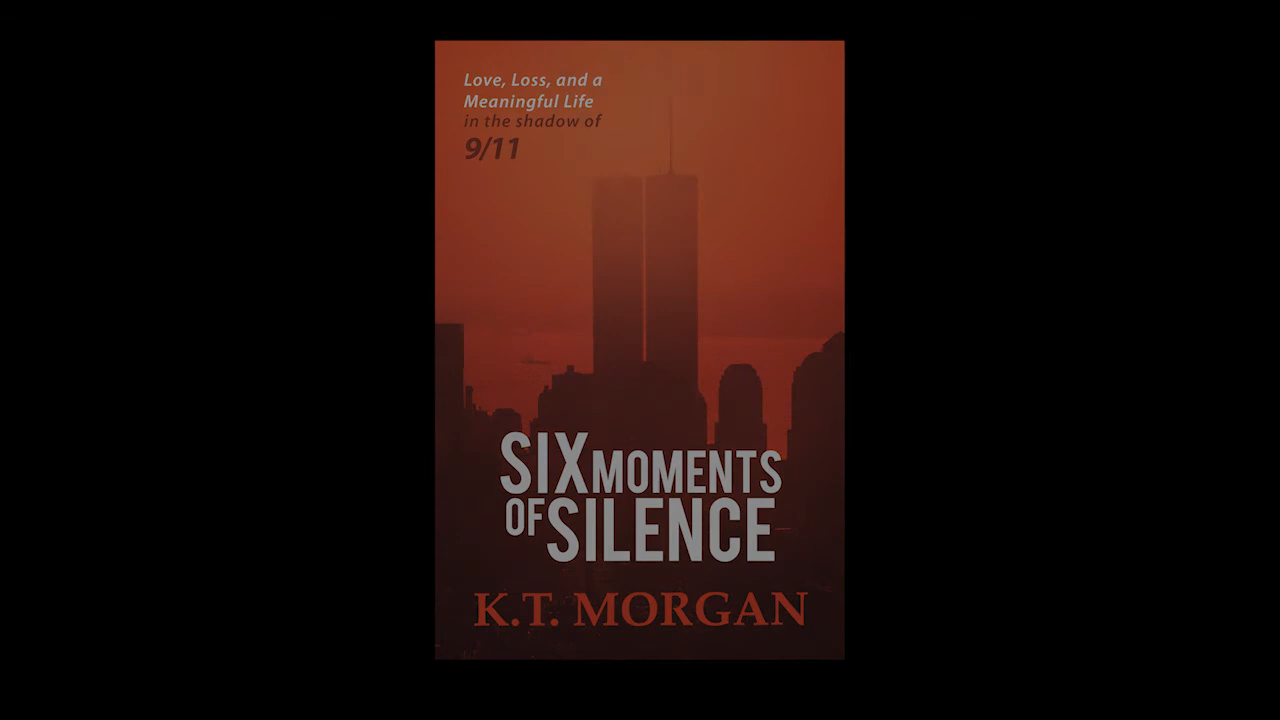 Love, Loss, and a
Meaningful Life
in the shadow of
9/11
SIX MOMENTS
OF SILENCE
K.T. MORGAN